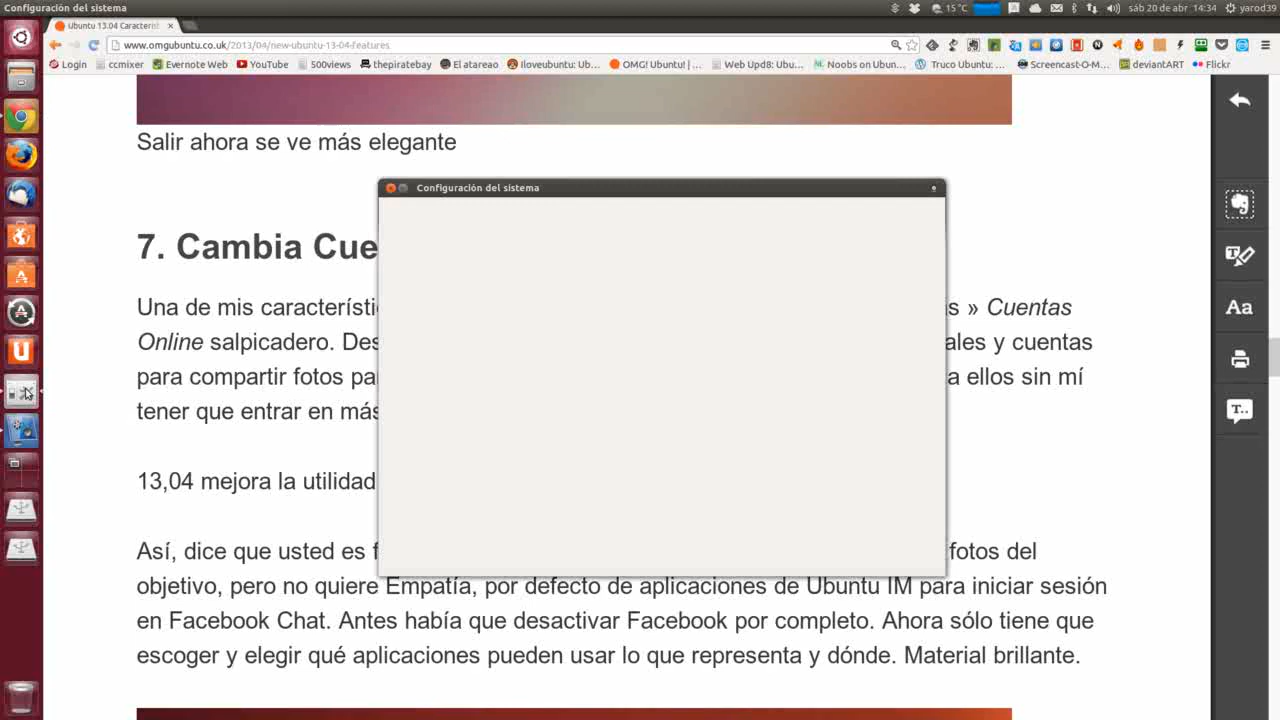 Configuración del sistema
15 °C
sáb 20 de abr 14:34
yarod39
Ubuntu 13.04 Caracterist
www.omgubuntu.co.uk/2013/04/new-ubuntu-13-04-features
Login
ccmixer
Evernote Web
YouTube
500views
thepiratebay
El atareao
Iloveubuntu: Ub...
OMG! Ubuntu! | ...
Web Upd8: Ubu...
Noobs on Ubun...
Truco Ubuntu: ...
Screencast-O-M...
deviantART
Flickr
Salir ahora se ve más elegante
Configuración del sistema
7. Cambia Cue
Una de mis característi
s » Cuentas
Online salpicadero. Des
ales y cuentas
para compartir fotos pa
a ellos sin mí
tener que entrar en más
13,04 mejora la utilidad
Así, dice que usted es f
fotos del
objetivo, pero no quiere Empatía, por defecto de aplicaciones de Ubuntu IM para iniciar sesión
en Facebook Chat. Antes había que desactivar Facebook por completo. Ahora sólo tiene que
escoger y elegir qué aplicaciones pueden usar lo que representa y dónde. Material brillante.
Aa
T..